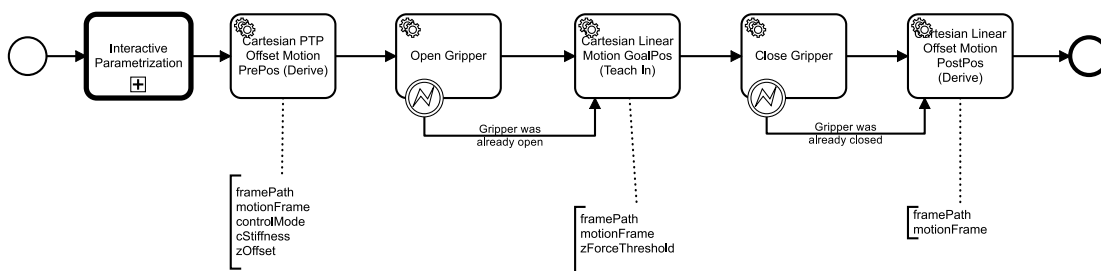 Interactive
Parametrization
Cartesian PTP
Offset Motion
PrePos (Derive)
Open Gripper
Cartesian Linear
Motion GoalPos
(Teach In)
Close Gripper
Cartesian Linear
Offset Motion
PostPos
(Derive)
Gripper was
already open
Gripper was
already closed
framePath
motionFrame
controlMode
cStiffness
zOffset
framePath
motionFrame
zForceThreshold
framePath
motionFrame